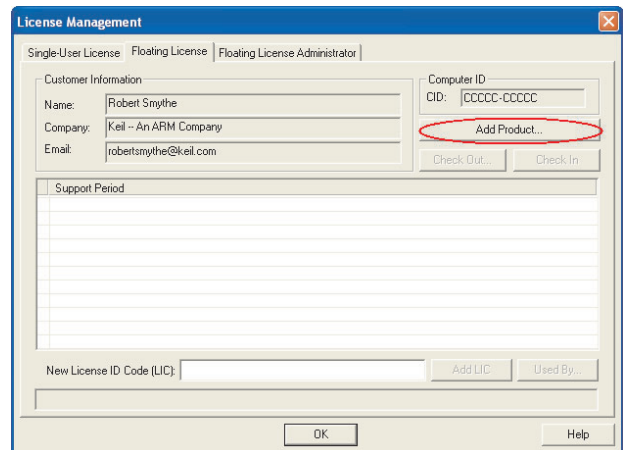 License Management
Single-User License Floating License Floating License Administrator
Customer Information
Name: Robert Smythe
Company: Keil -- An ARM Company
Email: robertsmythe@keil.com
Computer ID
CID: CCCCC-CCCCC
Add Product...
Check Out... Check In
Support Period
New License ID Code (LIC):
Add LIC Used By...
OK Help